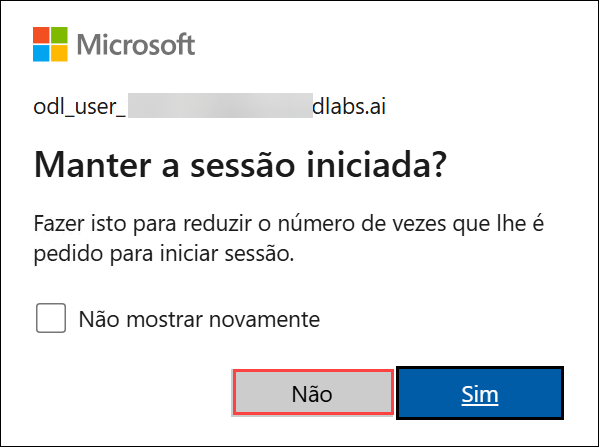 Microsoft
odl_user_ dlabs.ai
Manter a sessão iniciada?
Fazer isto para reduzir o número de vezes que lhe é
pedido para iniciar sessão.
Não mostrar novamente
Não
Sim